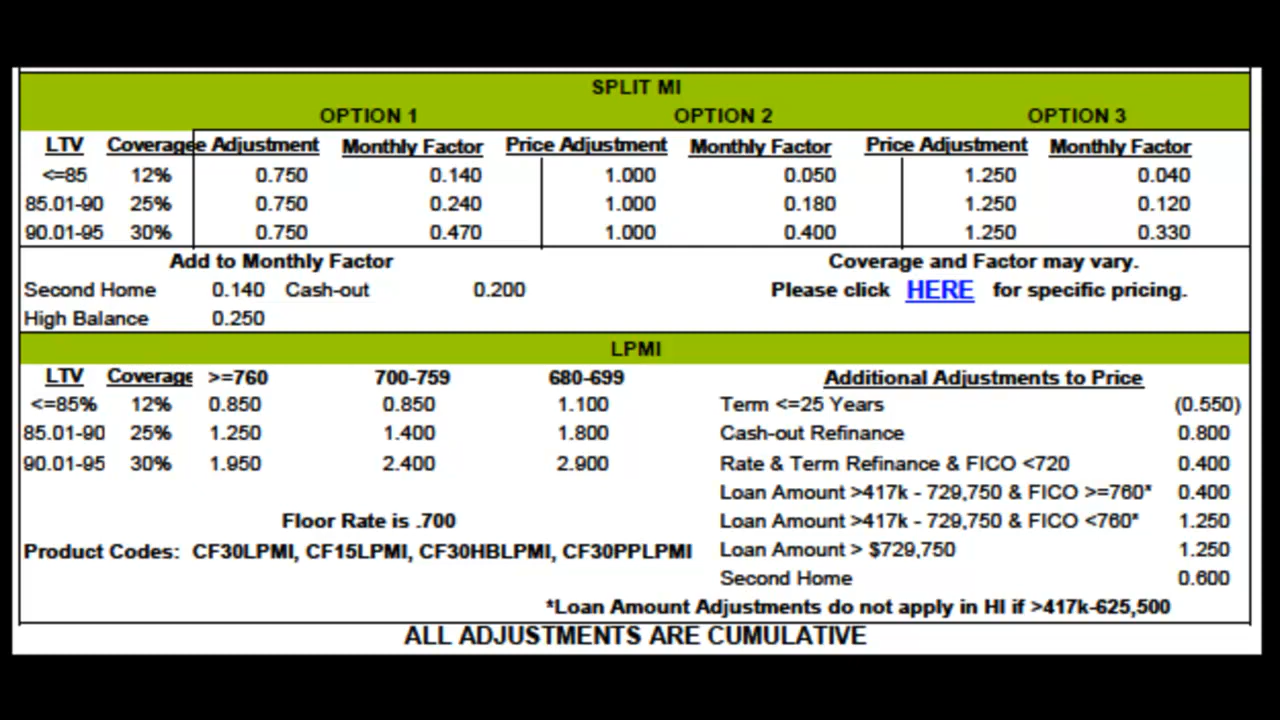 SPLIT MI
OPTION 1 OPTION 2 OPTION 3
LTV Coverage e Adjustment Monthly Factor Price Adjustment Monthly Factor Price Adjustment Monthly Factor
<=85 12% 0.750 0.140 1.000 0.050 1.250 0.040
85.01-90 25% 0.750 0.240 1.000 0.180 1.250 0.120
90.01-95 30% 0.750 0.470 1.000 0.400 1.250 0.330
Add to Monthly Factor Coverage and Factor may vary.
Second Home 0.140 Cash-out 0.200 Please click HERE for specific pricing.
High Balance 0.250
LPMI
LTV Coverage >=760 700-759 680-699 Additional Adjustments to Price
<=85% 12% 0.850 0.850 1.100 Term <=25 Years (0.550)
85.01-90 25% 1.250 1.400 1.800 Cash-out Refinance 0.800
90.01-95 30% 1.950 2.400 2.900 Rate & Term Refinance & FICO <720 0.400
Loan Amount >417k - 729,750 & FICO >=760* 0.400
Floor Rate is .700 Loan Amount >417k - 729,750 & FICO <760* 1.250
Product Codes: CF30LPMI, CF15LPMI, CF30HBLPMI, CF30PPLPMI Loan Amount > $729,750 1.250
Second Home 0.600
*Loan Amount Adjustments do not apply in HI if >417k-625,500
ALL ADJUSTMENTS ARE CUMULATIVE